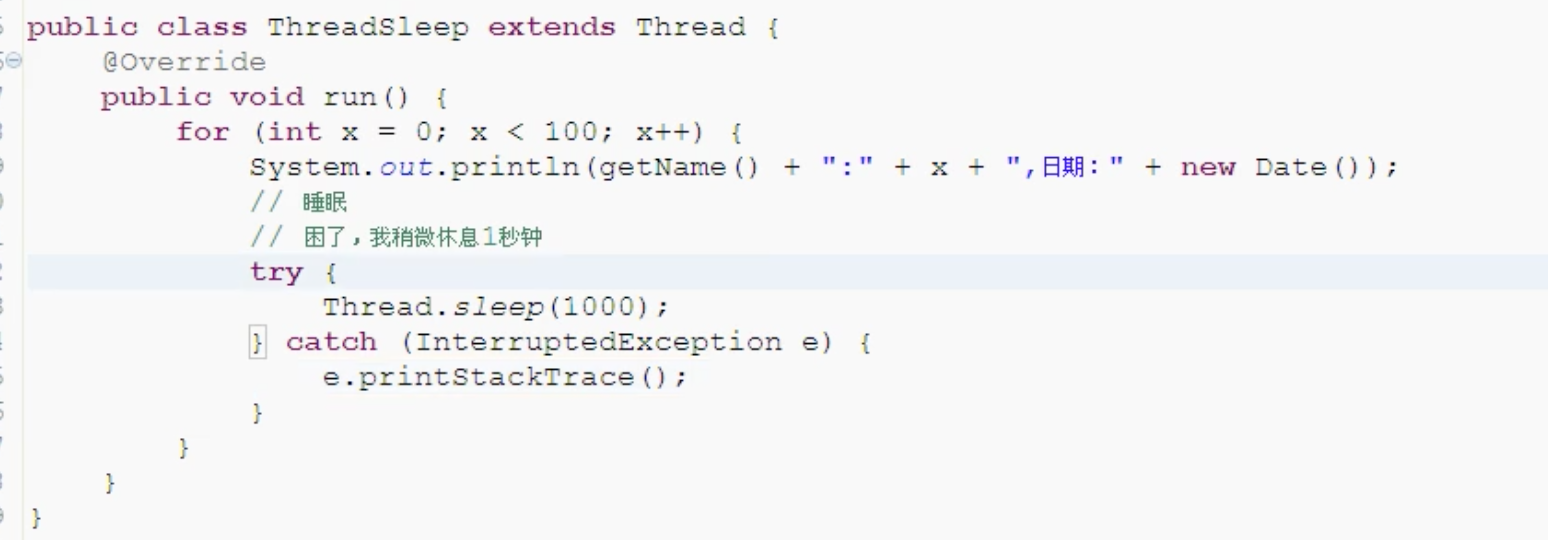 public class ThreadSleep extends Thread {
@Override
public void run() {
for (int x = 0; x < 100; x++) {
System.out.println(getName() + ":" + x + ",日期：" + new Date());
// 睡眠
// 困了，我稍微休息1秒钟
try {
Thread.sleep(1000);
} catch (InterruptedException e) {
e.printStackTrace();
}
}
}
}